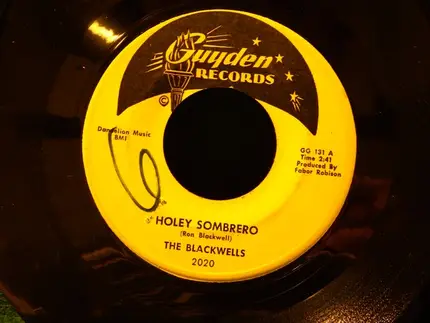 Guyden
RECORDS
©
Dandelion Music
BMI
GG 131 A
Time 2:41
Produced By
Fabor Robison
HOLEY SOMBRERO
(Ron Blackwell)
THE BLACKWELLS
2020